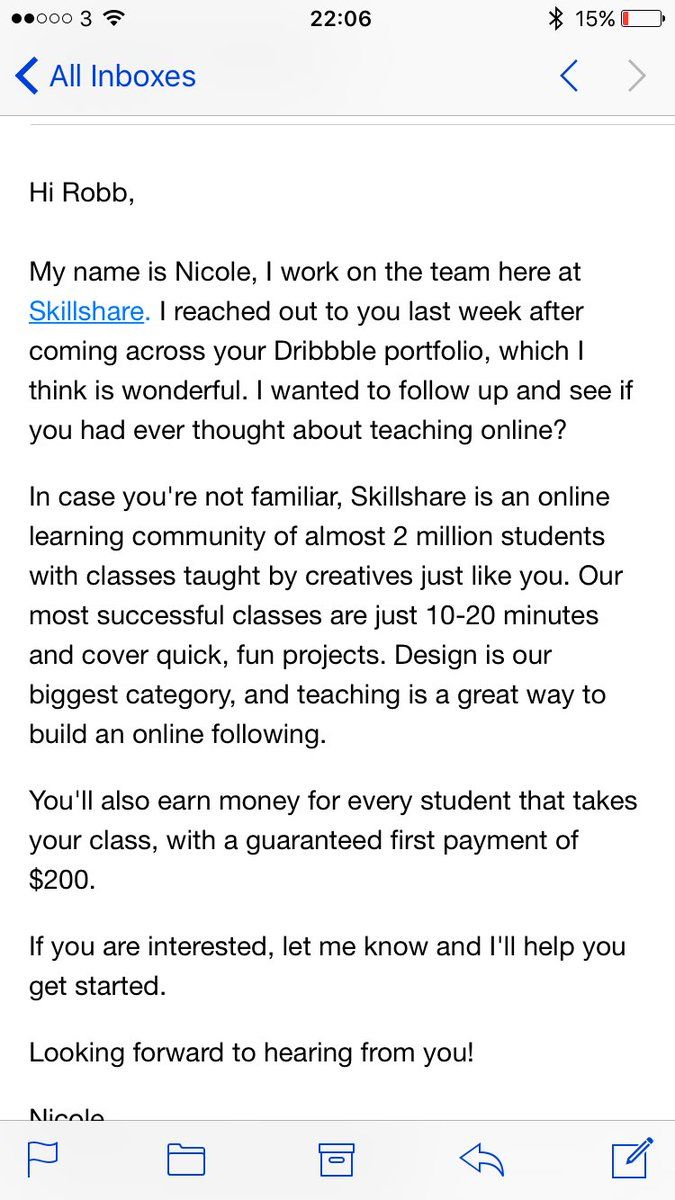 3 22:06 15%
All Inboxes
Hi Robb,
My name is Nicole, I work on the team here at
Skillshare. I reached out to you last week after
coming across your Dribbble portfolio, which I
think is wonderful. I wanted to follow up and see if
you had ever thought about teaching online?
In case you're not familiar, Skillshare is an online
learning community of almost 2 million students
with classes taught by creatives just like you. Our
most successful classes are just 10-20 minutes
and cover quick, fun projects. Design is our
biggest category, and teaching is a great way to
build an online following.
You'll also earn money for every student that takes
your class, with a guaranteed first payment of
$200.
If you are interested, let me know and I'll help you
get started.
Looking forward to hearing from you!
Nicole